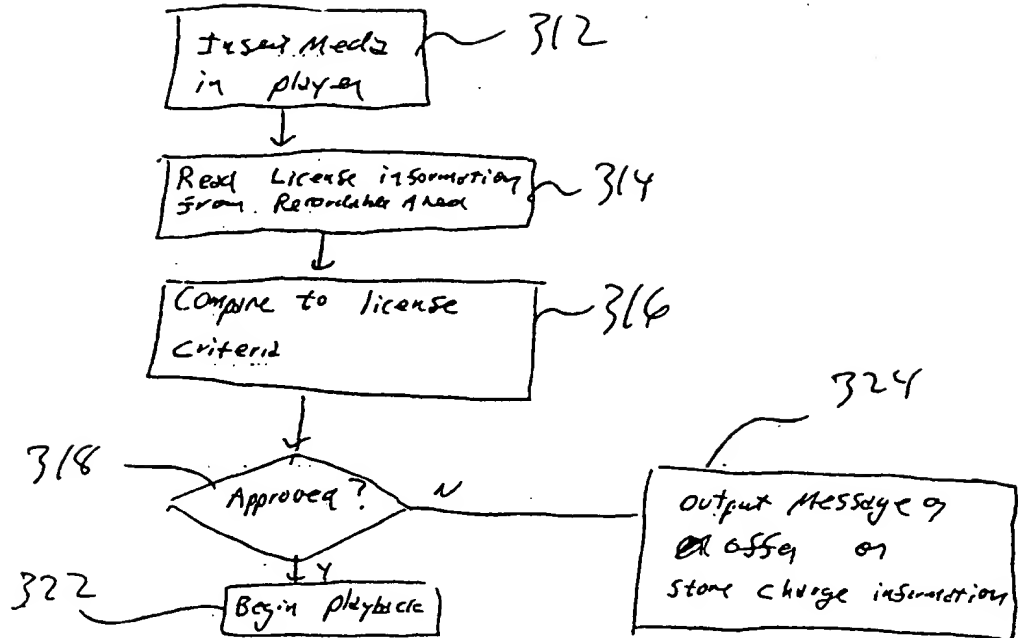 Insert Media
in player
312
Read License information
from Recordable Area
314
Compare to license
criteria
316
324
318
Approved?
N
output Message or
offer or
store charge information
Y
322
Begin playback